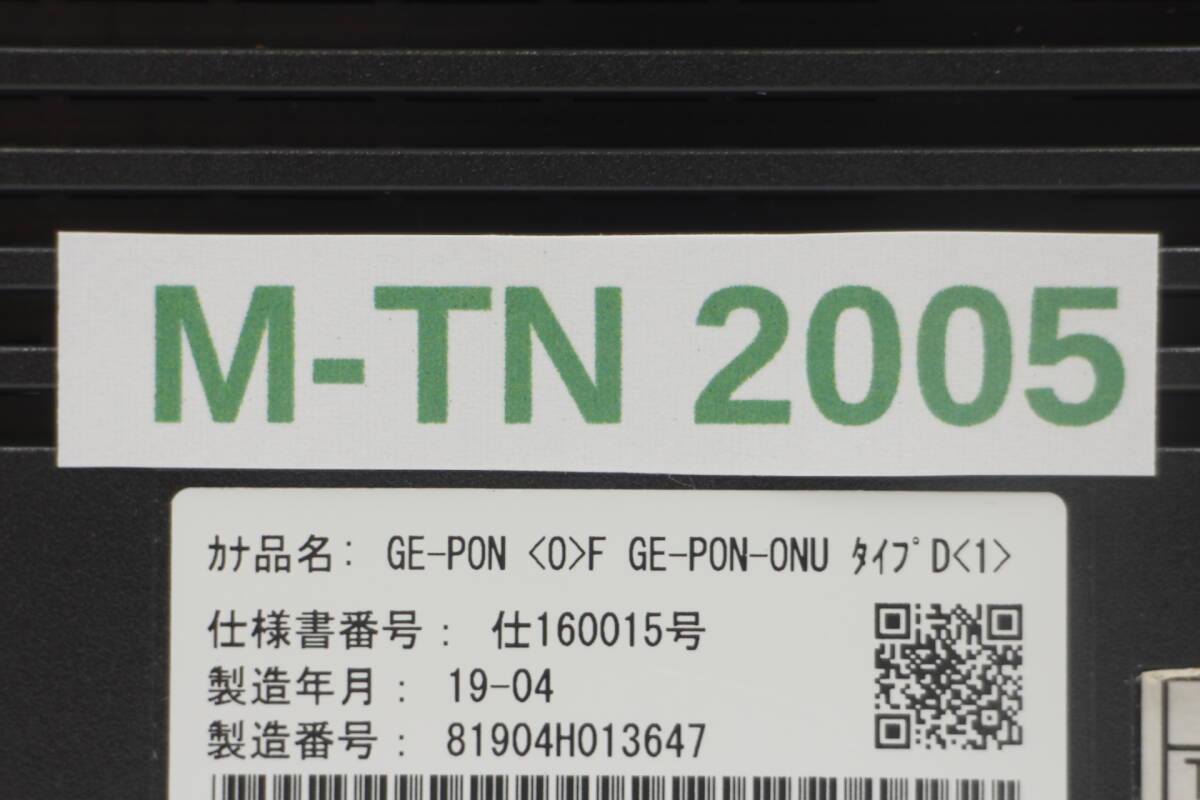 M-TN 2005
ｶﾅ品名: GE-PON <O>F GE-PON-ONU ﾀｲﾌﾟD<1>
仕様書番号 : 仕160015号
製造年月 : 19-04
製造番号 : 81904H013647